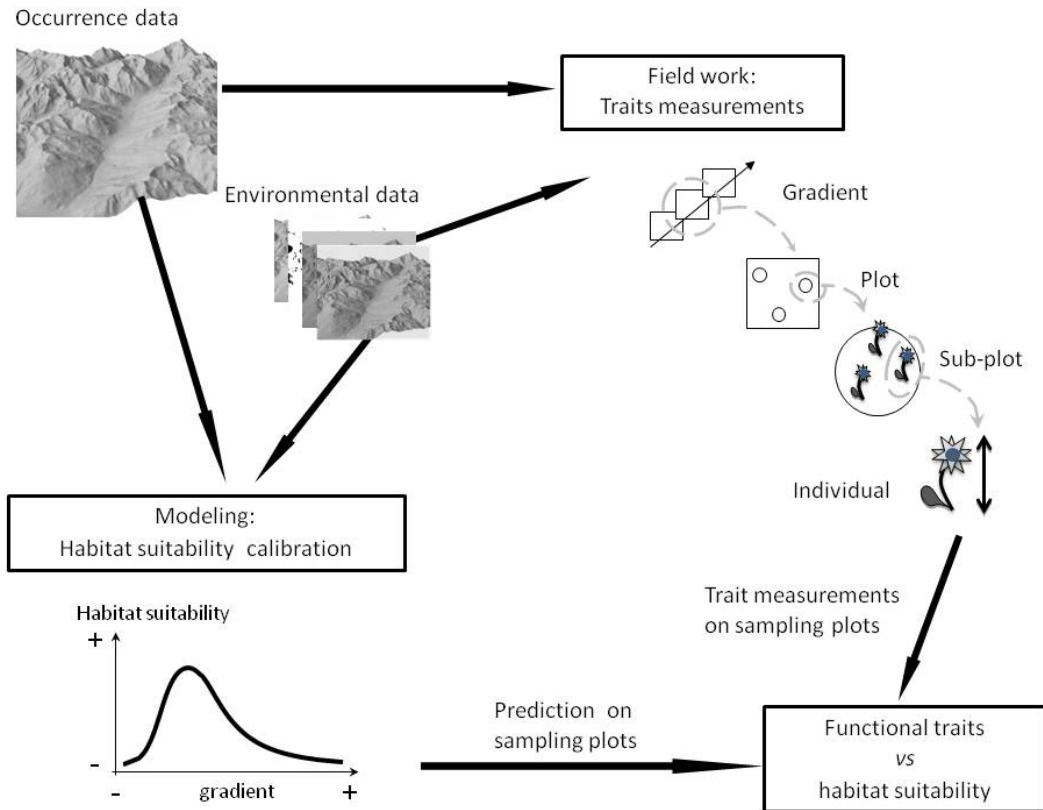 Occurrence data
Field work:
Traits measurements
Environmental data
Gradient
Plot
Sub-plot
Individual
Modeling:
Habitat suitability calibration
Trait measurements
on sampling plots
Habitat suitability
+
-
-
gradient
+
Prediction on
sampling plots
Functional traits
vs
habitat suitability